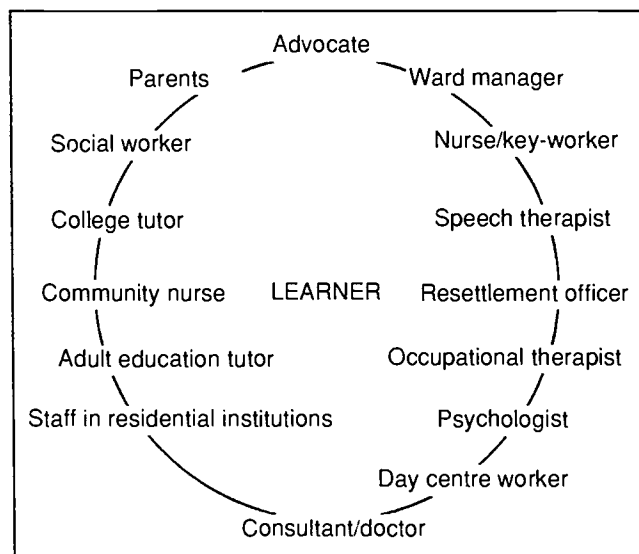 Advocate
Parents
Ward manager
Social worker
Nurse/key-worker
College tutor
Speech therapist
Community nurse
LEARNER
Resettlement officer
Adult education tutor
Occupational therapist
Staff in residential institutions
Psychologist
Day centre worker
Consultant/doctor